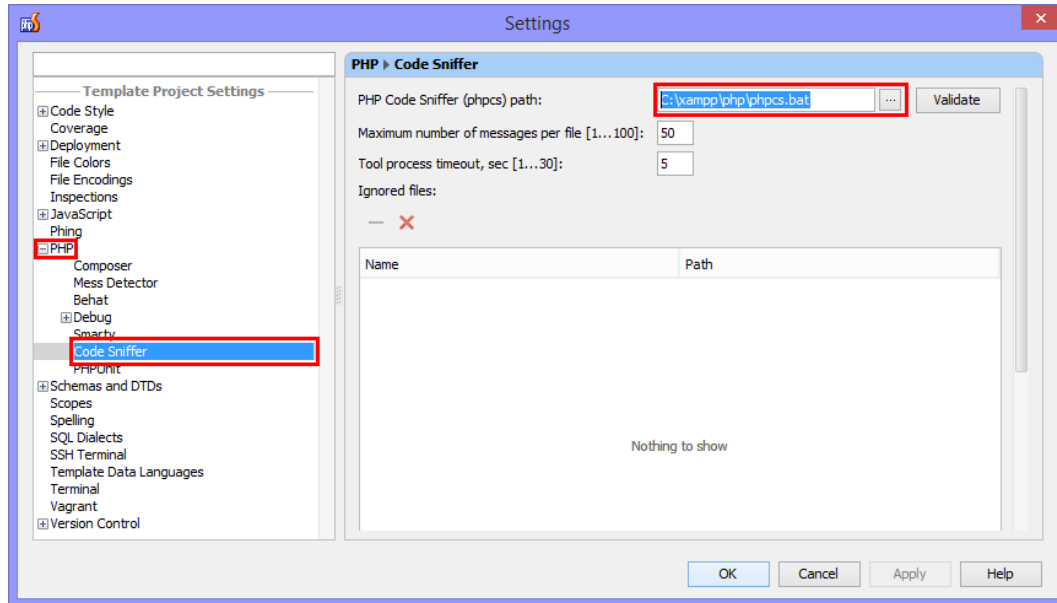 php
Settings
Template Project Settings
Code Style
Coverage
Deployment
File Colors
File Encodings
Inspections
JavaScript
Phing
PHP
Composer
Mess Detector
Behat
Debug
Smarty
Code Sniffer
PHPUnit
Schemas and DTDs
Scopes
Spelling
SQL Dialects
SSH Terminal
Template Data Languages
Terminal
Vagrant
Version Control
PHP ▸ Code Sniffer
PHP Code Sniffer (phpcs) path: C:\xampp\php\phpcs.bat ... Validate
Maximum number of messages per file [1...100]: 50
Tool process timeout, sec [1...30]: 5
Ignored files:
Name Path
Nothing to show
OK Cancel Apply Help